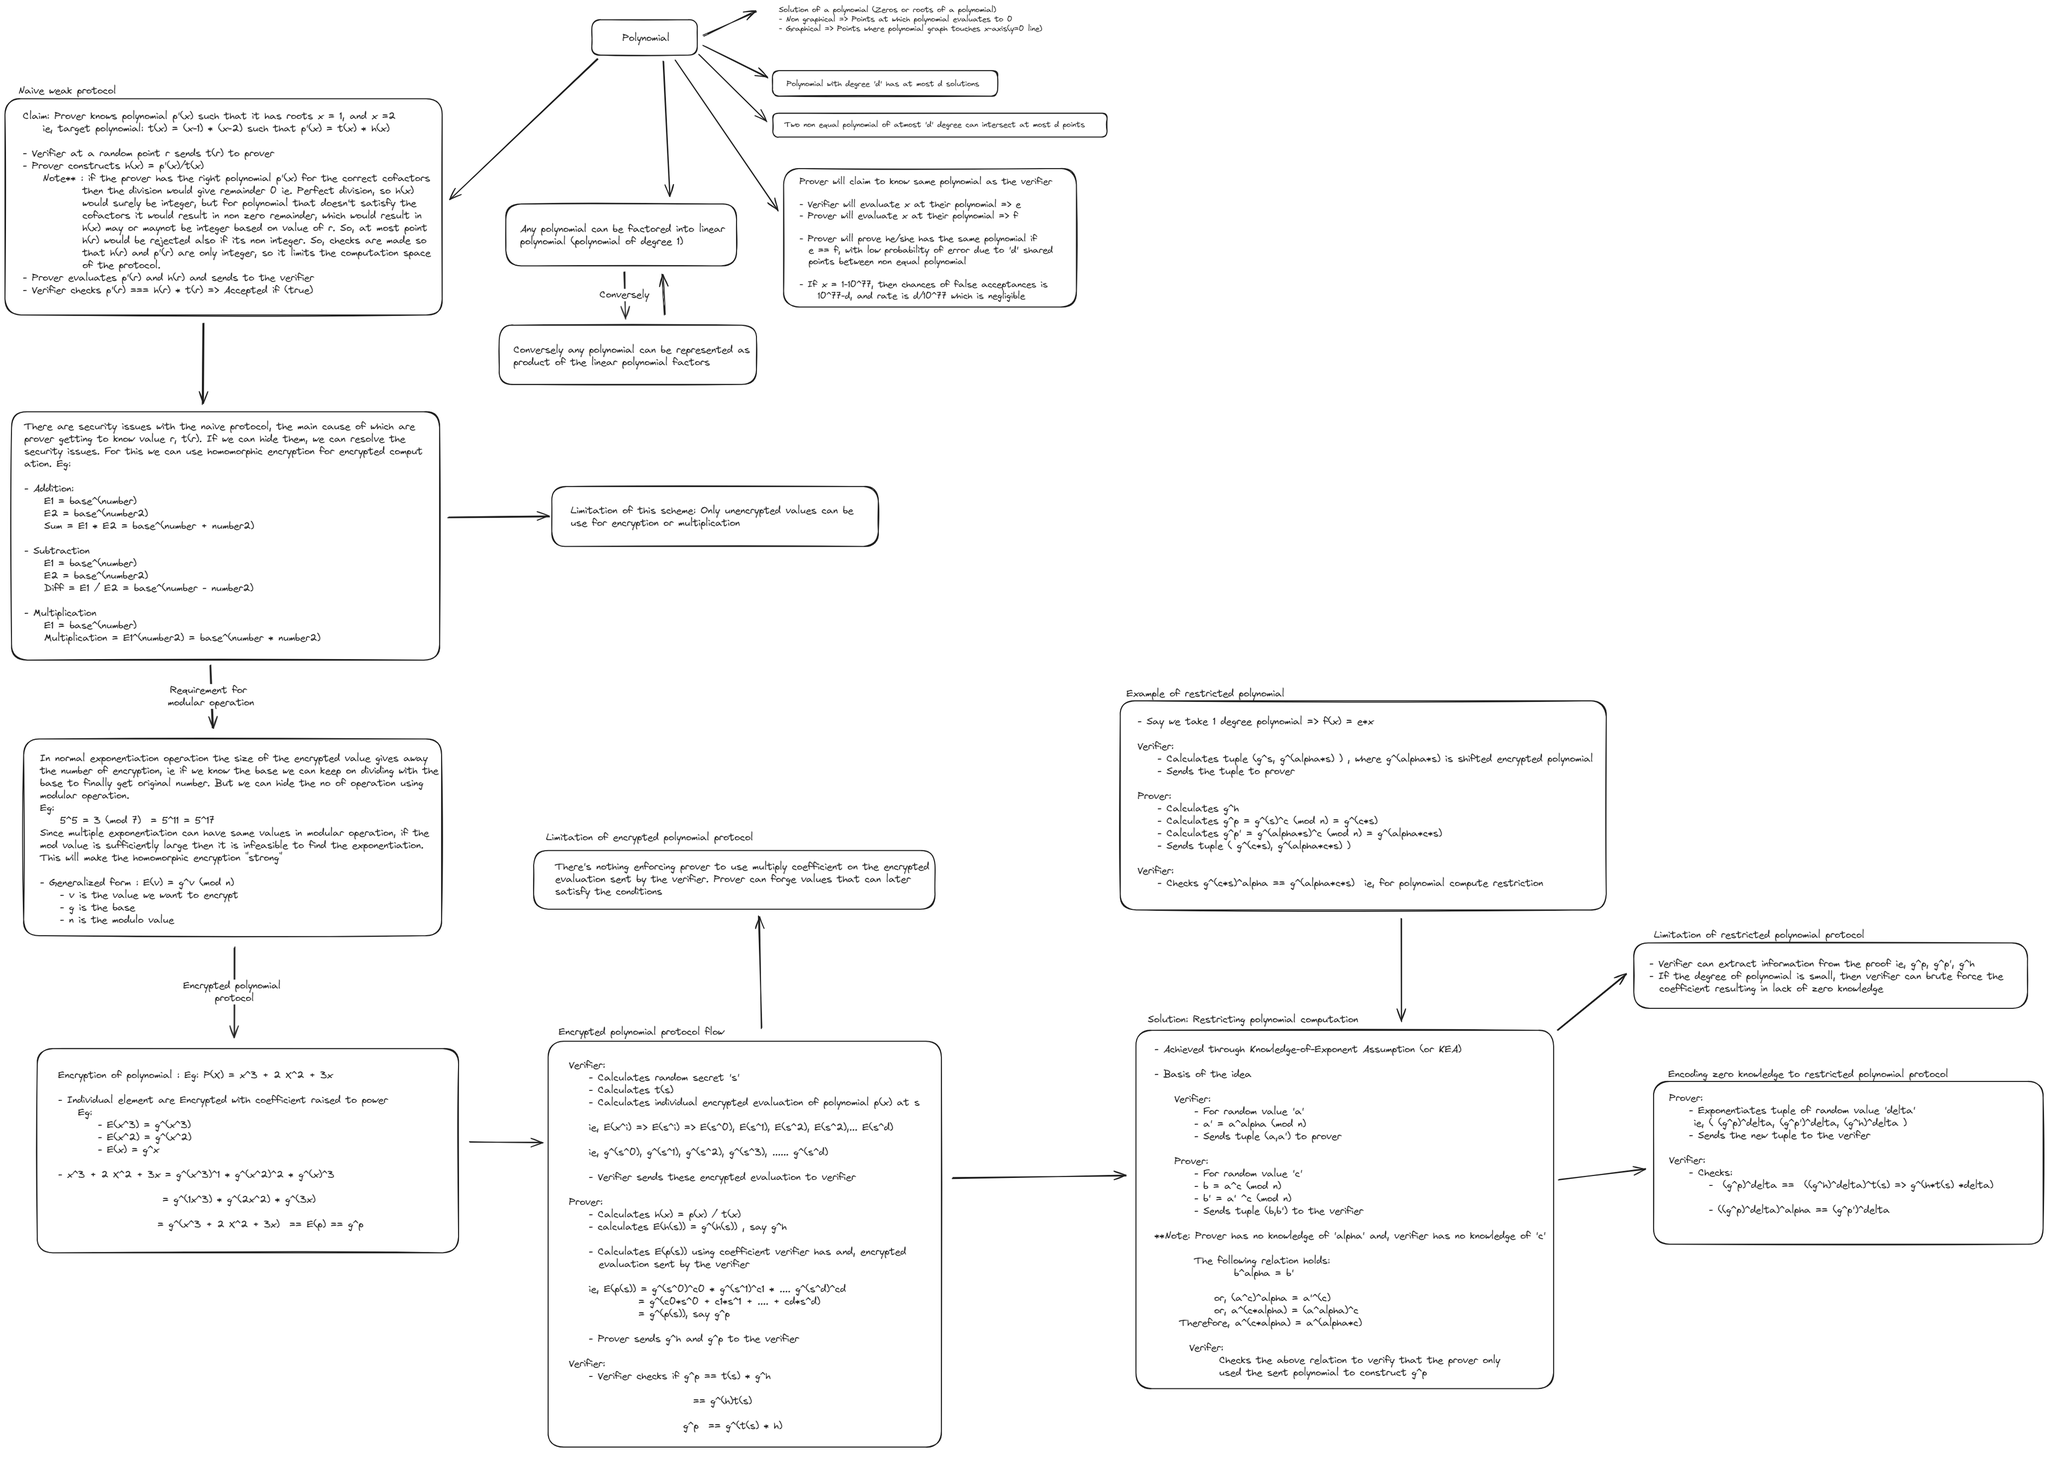 Polynomial
Solution of a polynomial (Zeros or roots of a polynomial)
- Non graphical => Points at which polynomial evaluates to 0
- Graphical => Points where polynomial graph touches x-axis(y=0 line)
Polynomial with degree 'd' has at most d solutions
Two non equal polynomial of atmost 'd' degree can intersect at most d points
Prover will claim to know same polynomial as the verifier
- Verifier will evaluate x at their polynomial => e
- Prover will evaluate x at their polynomial => f
- Prover will prove he/she has the same polynomial if
e == f, with low probability of error due to 'd' shared
points between non equal polynomial
- If x = 1-10^77, then chances of false acceptances is
10^77-d, and rate is d/10^77 which is negligible
Any polynomial can be factored into linear
polynomial (polynomial of degree 1)
Conversely
Conversely any polynomial can be represented as
product of the linear polynomial factors
Naive weak protocol
Claim: Prover knows polynomial p'(x) such that it has roots x = 1, and x =2
ie, target polynomial: t(x) = (x-1) * (x-2) such that p'(x) = t(x) * h(x)
- Verifier at a random point r sends t(r) to prover
- Prover constructs h(x) = p'(x)/t(x)
Note** : if the prover has the right polynomial p'(x) for the correct cofactors
then the division would give remainder 0 ie. Perfect division, so h(x)
would surely be integer, but for polynomial that doesn't satisfy the
cofactors it would result in non zero remainder, which would result in
h(x) may or maynot be integer based on value of r. So, at most point
h(r) would be rejected also if its non integer. So, checks are made so
that h(r) and p'(r) are only integer, so it limits the computation space
of the protocol.
- Prover evaluates p'(r) and h(r) and sends to the verifier
- Verifier checks p'(r) === h(r) * t(r) => Accepted if (true)
There are security issues with the naive protocol, the main cause of which are
prover getting to know value r, t(r). If we can hide them, we can resolve the
security issues. For this we can use homomorphic encryption for encrypted comput
ation. Eg:
- Addition:
E1 = base^(number)
E2 = base^(number2)
Sum = E1 * E2 = base^(number + number2)
- Subtraction
E1 = base^(number)
E2 = base^(number2)
Diff = E1 / E2 = base^(number - number2)
- Multiplication
E1 = base^(number)
Multiplication = E1^(number2) = base^(number * number2)
Limitation of this scheme: Only unencrypted values can be
use for encryption or multiplication
Requirement for
modular operation
In normal exponentiation operation the size of the encrypted value gives away
the number of encryption, ie if we know the base we can keep on dividing with the
base to finally get original number. But we can hide the no of operation using
modular operation.
Eg:
5^5 = 3 (mod 7)  = 5^11 = 5^17
Since multiple exponentiation can have same values in modular operation, if the
mod value is sufficiently large then it is infeasible to find the exponentiation.
This will make the homomorphic encryption "strong"
- Generalized form : E(v) = g^v (mod n)
- v is the value we want to encrypt
- g is the base
- n is the modulo value
Encrypted polynomial
protocol
Encryption of polynomial : Eg: P(X) = x^3 + 2 X^2 + 3x
- Individual element are Encrypted with coefficient raised to power
Eg:
- E(x^3) = g^(x^3)
- E(x^2) = g^(x^2)
- E(x) = g^x
- x^3 + 2 X^2 + 3x = g^(x^3)^1 * g^(x^2)^2 * g^(x)^3
= g^(1x^3) * g^(2x^2) * g^(3x)
= g^(x^3 + 2 X^2 + 3x)  == E(p) == g^p
Limitation of encrypted polynomial protocol
There's nothing enforcing prover to use multiply coefficient on the encrypted
evaluation sent by the verifier. Prover can forge values that can later
satisfy the conditions
Encrypted polynomial protocol flow
Verifier:
- Calculates random secret 's'
- Calculates t(s)
- Calculates individual encrypted evaluation of polynomial p(x) at s
ie, E(x^i) => E(s^i) => E(s^0), E(s^1), E(s^2), E(s^2),... E(s^d)
ie, g^(s^0), g^(s^1), g^(s^2), g^(s^3), ...... g^(s^d)
- Verifier sends these encrypted evaluation to verifier
Prover:
- Calculates h(x) = p(x) / t(x)
- calculates E(h(s)) = g^(h(s)) , say g^h
- Calculates E(p(s)) using coefficient verifier has and, encrypted
evaluation sent by the verifier
ie, E(p(s)) = g^(s^0)^c0 * g^(s^1)^c1 * .... g^(s^d)^cd
= g^(c0*s^0 + c1*s^1 + .... + cd*s^d)
= g^(p(s)), say g^p
- Prover sends g^h and g^p to the verifier
Verifier:
- Verifier checks if g^p == t(s) * g^h
== g^(h)t(s)
g^p  == g^(t(s) * h)
Example of restricted polynomial
- Say we take 1 degree polynomial => f(x) = e*x
Verifier:
- Calculates tuple (g^s, g^(alpha*s) ) , where g^(alpha*s) is shifted encrypted polynomial
- Sends the tuple to prover
Prover:
- Calculates g^h
- Calculates g^p = g^(s)^c (mod n) = g^(c*s)
- Calculates g^p' = g^(alpha*s)^c (mod n) = g^(alpha*c*s)
- Sends tuple ( g^(c*s), g^(alpha*c*s) )
Verifier:
- Checks g^(c*s)^alpha == g^(alpha*c*s)  ie, for polynomial compute restriction
Solution: Restricting polynomial computation
- Achieved through Knowledge-of-Exponent Assumption (or KEA)
- Basis of the idea
Verifier:
- For random value 'a'
- a' = a^alpha (mod n)
- Sends tuple (a,a') to prover
Prover:
- For random value 'c'
- b = a^c (mod n)
- b' = a' ^c (mod n)
- Sends tuple (b,b') to the verifier
**Note: Prover has no knowledge of 'alpha' and, verifier has no knowledge of 'c'
The following relation holds:
b^alpha = b'
or, (a^c)^alpha = a'^(c)
or, a^(c*alpha) = (a^alpha)^c
Therefore, a^(c*alpha) = a^(alpha*c)
Verifer:
Checks the above relation to verify that the prover only
used the sent polynomial to construct g^p
Limitation of restricted polynomial protocol
- Verifier can extract information from the proof ie, g^p, g^p', g^h
- If the degree of polynomial is small, then verifier can brute force the
coefficient resulting in lack of zero knowledge
Encoding zero knowledge to restricted polynomial protocol
Prover:
- Exponentiates tuple of random value 'delta'
ie, ( (g^p)^delta, (g^p')^delta, (g^h)^delta )
- Sends the new tuple to the verifer
Verifier:
- Checks:
-  (g^p)^delta ==  ((g^h)^delta)^t(s) => g^(h*t(s) *delta)
- ((g^p)^delta)^alpha == (g^p')^delta